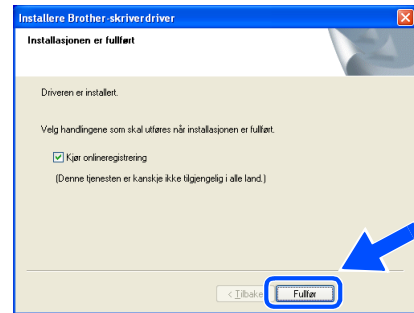 Installere Brother-skriverdriver
Installasjonen er fullført
Driveren er installert.
Velg handlingene som skal utføres når installasjonen er fullført.
Kjør onlineregistrering
(Denne tjenesten er kanskje ikke tilgjengelig i alle land.)
< Tilbake
Fullfør